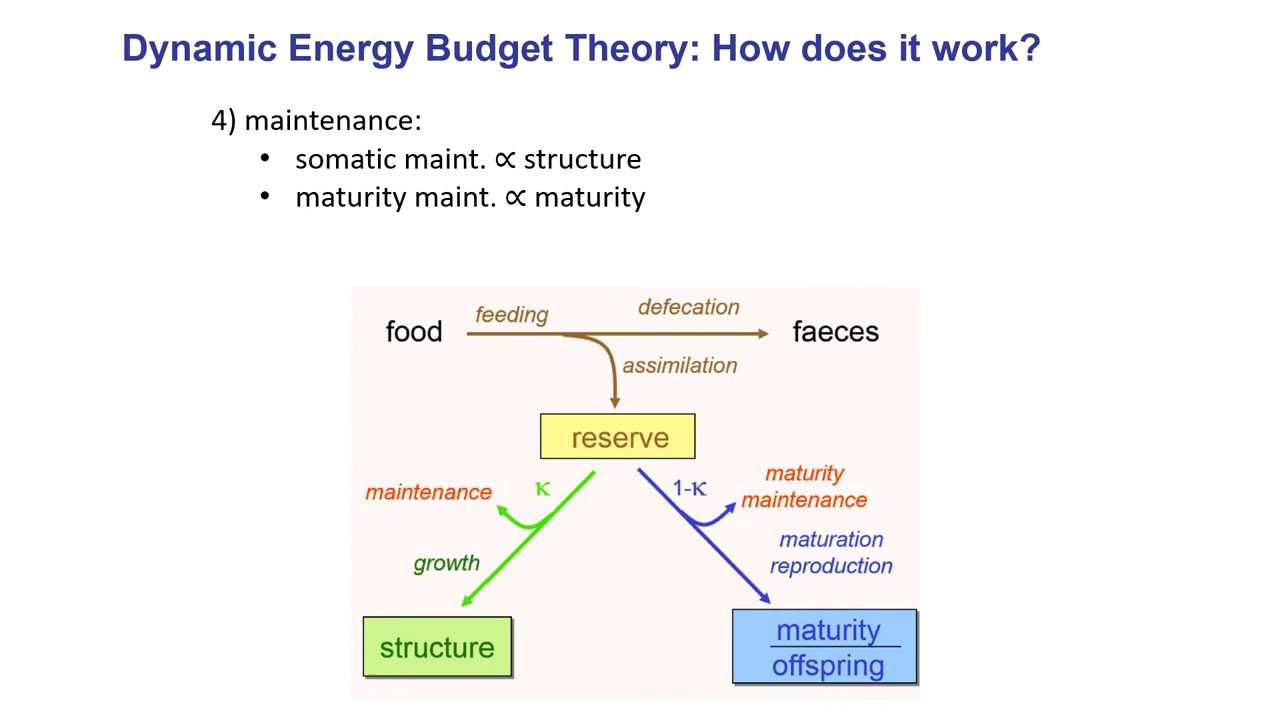 Dynamic Energy Budget Theory: How does it work?
4) maintenance:
• somatic maint. ∝ structure
• maturity maint. ∝ maturity
feeding
defecation
food
faeces
assimilation
reserve
maintenance
κ
1-κ
maturity
maintenance
growth
maturation
reproduction
structure
maturity
offspring